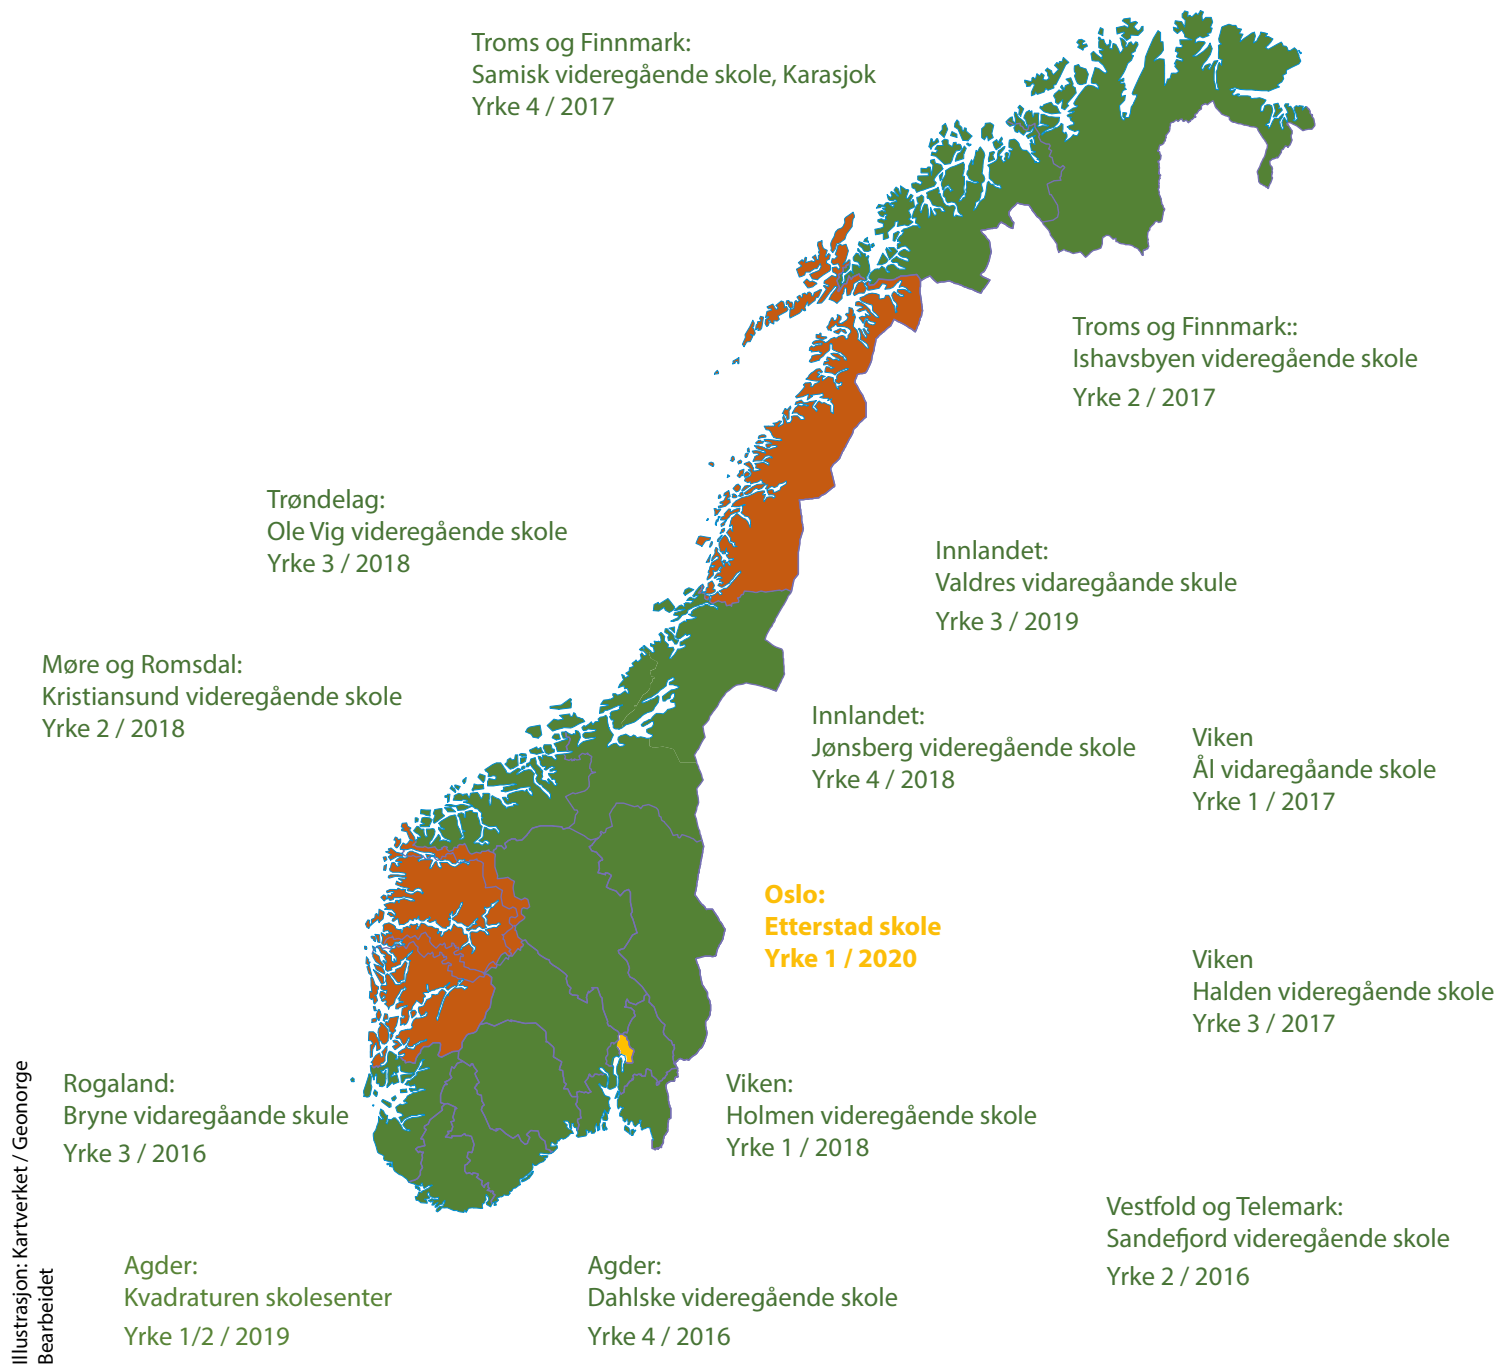 Troms og Finnmark:
Samisk videregående skole, Karasjok
Yrke 4 / 2017
Troms og Finnmark::
Ishavsbyen videregående skole
Yrke 2 / 2017
Trøndelag:
Ole Vig videregående skole
Yrke 3 / 2018
Innlandet:
Valdres vidaregåande skule
Yrke 3 / 2019
Møre og Romsdal:
Kristiansund videregående skole
Yrke 2 / 2018
Innlandet:
Jønsberg videregående skole
Yrke 4 / 2018
Viken
Ål vidaregåande skole
Yrke 1 / 2017
Oslo:
Etterstad skole
Yrke 1 / 2020
Viken
Halden videregående skole
Yrke 3 / 2017
Rogaland:
Bryne vidaregåande skule
Yrke 3 / 2016
Viken:
Holmen videregående skole
Yrke 1 / 2018
Vestfold og Telemark:
Sandefjord videregående skole
Yrke 2 / 2016
Agder:
Kvadraturen skolesenter
Yrke 1/2 / 2019
Agder:
Dahlske videregående skole
Yrke 4 / 2016
Illustrasjon: Kartverket / Geonorge
Bearbeidet